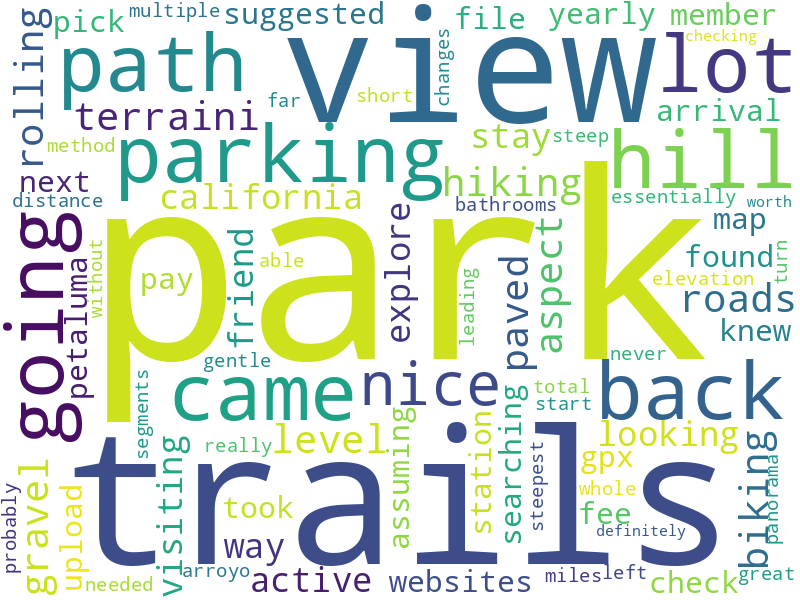 multiple
suggested
file
yearly
member
pick
checking
path
view
lot
changes
rolling
far
short
terraini
arrival
method
parking
stay
steep
hill
next
hiking
distance
california
bathrooms
essentially
worth
park
going
map
explore
aspect
friend
found
turn
able
petaluma
without
pay
paved
leading
elevation
roads
knew
gentle
never
came
nice
back
segments
total
start
searching
level
looking
really
trails
assuming
station
steepest
gpx
biking
panorama
visiting
gravel
upload
probably
took
whole
fee
definitely
way
needed
arroyo
active
websites
miles
left
check
great